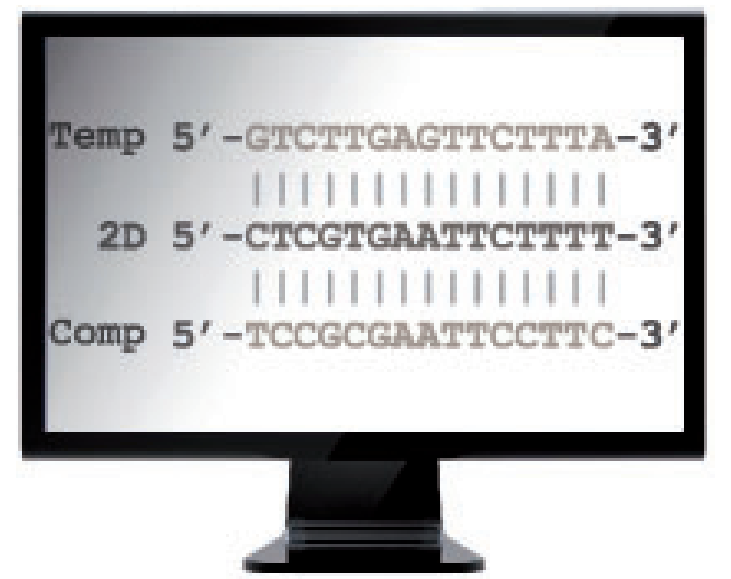 Temp 5′-GTCTTGAGTTCTTTA-3′
2D 5′-CTCGTGAATTCTTTT-3′
Comp 5′-TCCGCGAATTCCTTC-3′